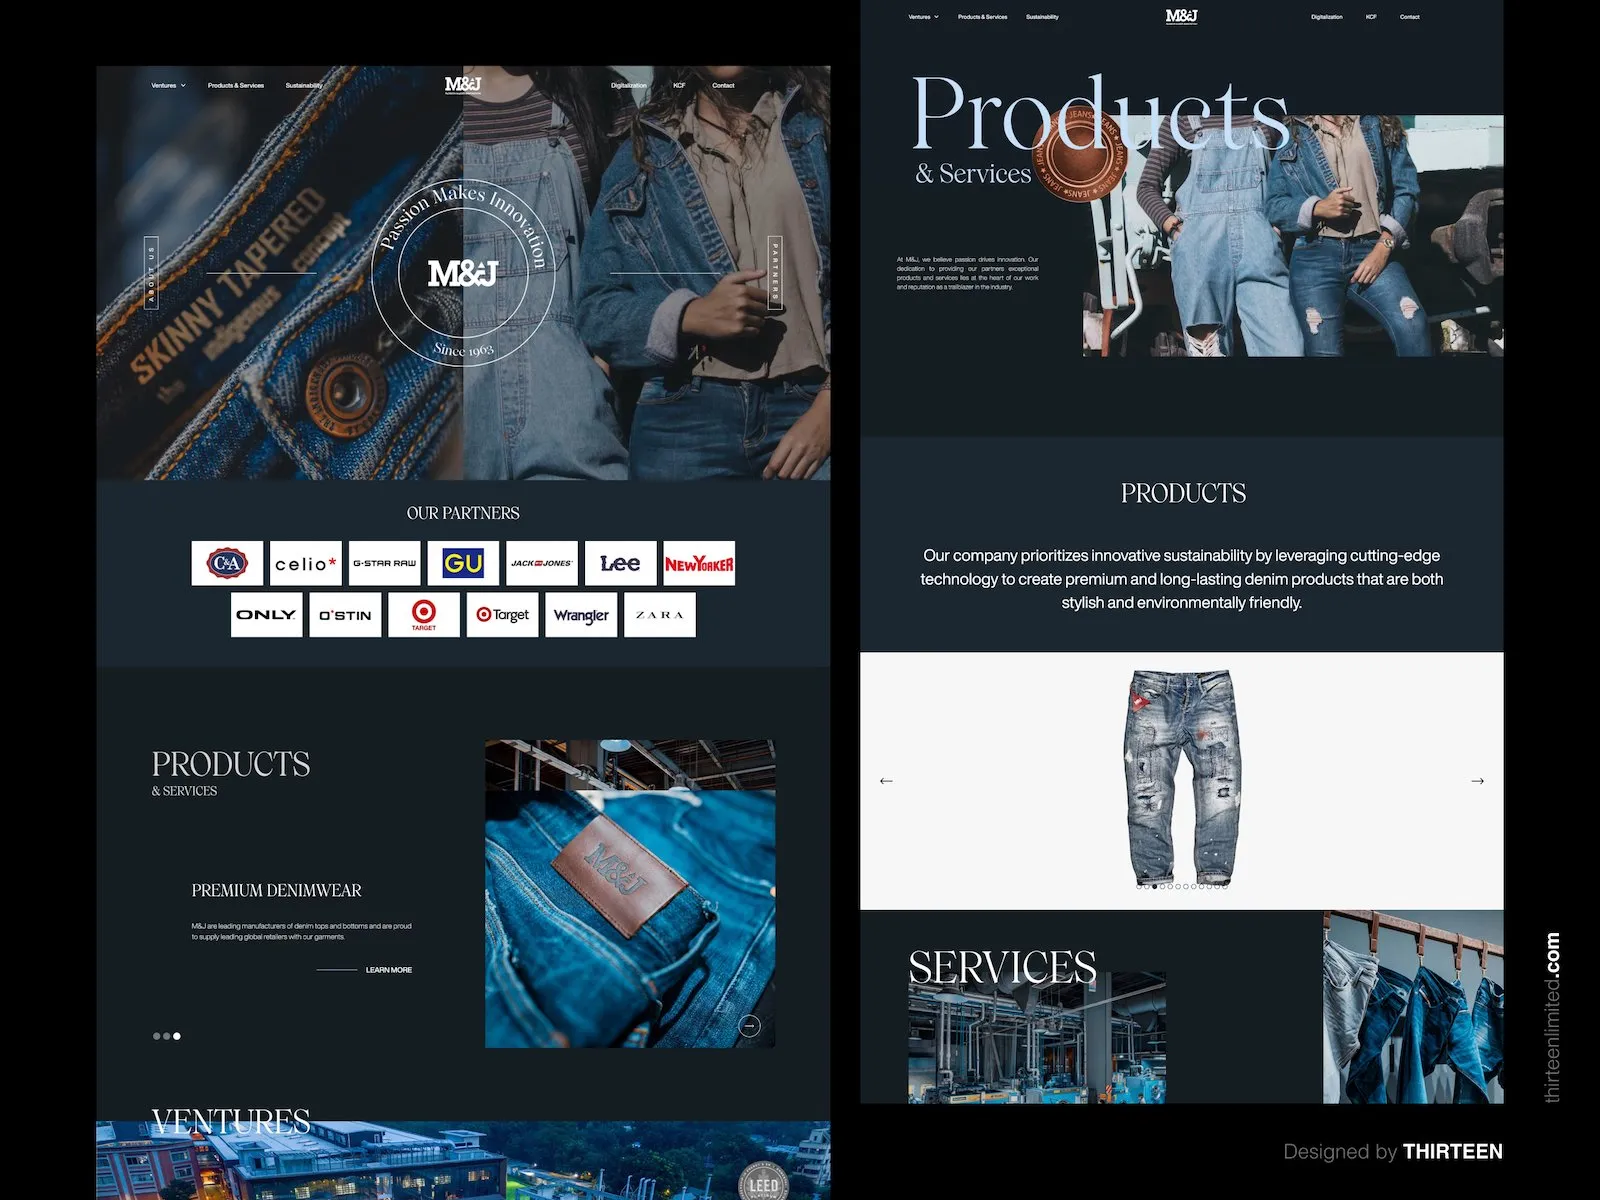 Ventures
Products & Services
Sustainability
M&J
Digitalization
KCF
Contact
SKINNY TAPERED
Passion Makes Innovation
M&J
Since 1963
ABOUT US
PARTNERS
OUR PARTNERS
C&A
celio*
G-STAR RAW
GU
JACK JONES
Lee
NEWYORKER
ONLY
O'STIN
TARGET
Target
Wrangler
ZARA
PRODUCTS
& SERVICES
PREMIUM DENIMWEAR
M&J are leading manufacturers of denim tops and bottoms and are proud
to supply leading global retailers with our garments.
LEARN MORE
M&J
VENTURES
LEED
Ventures
Products & Services
Sustainability
M&J
Digitalization
KCF
Contact
Products
& Services
JEANS ★ JEANS ★ JEANS ★ JEANS
At M&J, we believe passion drives innovation. Our
dedication to providing our partners exceptional
products and services lies at the heart of our work
and reputation as a trailblazer in the industry.
PRODUCTS
Our company prioritizes innovative sustainability by leveraging cutting-edge
technology to create premium and long-lasting denim products that are both
stylish and environmentally friendly.
SERVICES
thirteenlimited.com
Designed by THIRTEEN